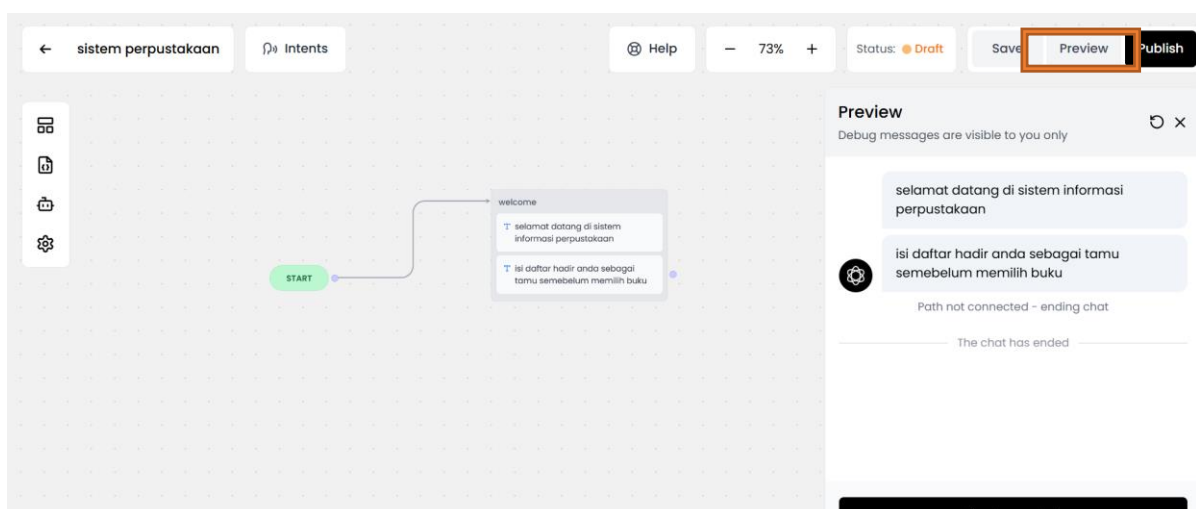 sistem perpustakaan
Intents
Help
73%
Status: Draft
Save
Preview
Publish
Preview
Debug messages are visible to you only
selamat datang di sistem informasi
perpustakaan
isi daftar hadir anda sebagai tamu
semebelum memilih buku
Path not connected - ending chat
The chat has ended
START
welcome
selamat datang di sistem
informasi perpustakaan
isi daftar hadir anda sebagai
tamu semebelum memilih buku